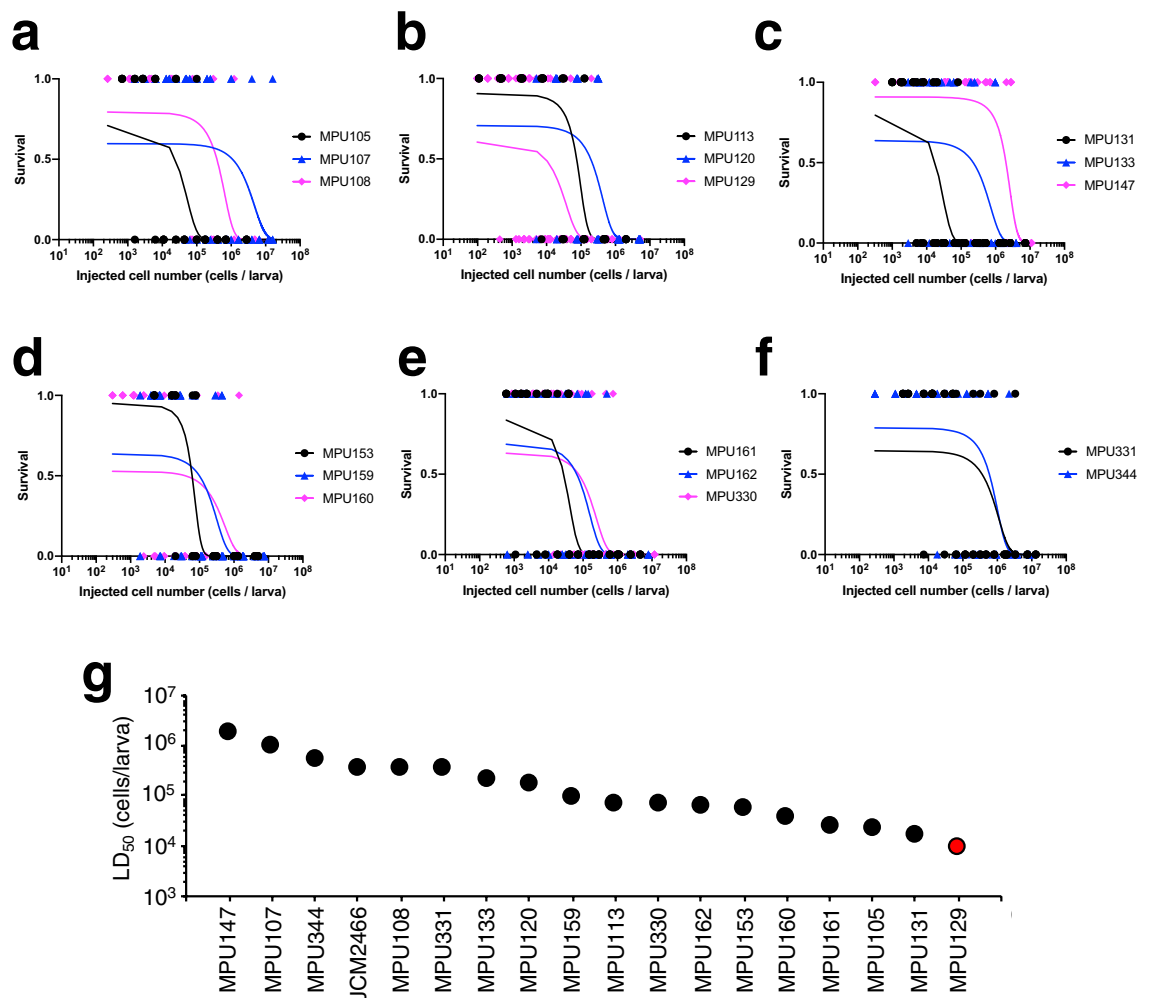 a
1.0
0.5
0.0
Survival
10¹ 10² 10³ 10⁴ 10⁵ 10⁶ 10⁷ 10⁸
Injected cell number (cells / larva)
MPU105
MPU107
MPU108
b
1.0
0.5
0.0
Survival
10¹ 10² 10³ 10⁴ 10⁵ 10⁶ 10⁷ 10⁸
Injected cell number (cells / larva)
MPU113
MPU120
MPU129
c
1.0
0.5
0.0
Survival
10¹ 10² 10³ 10⁴ 10⁵ 10⁶ 10⁷ 10⁸
Injected cell number (cells / larva)
MPU131
MPU133
MPU147
d
1.0
0.5
0.0
Survival
10¹ 10² 10³ 10⁴ 10⁵ 10⁶ 10⁷ 10⁸
Injected cell number (cells / larva)
MPU153
MPU159
MPU160
e
1.0
0.5
0.0
Survival
10¹ 10² 10³ 10⁴ 10⁵ 10⁶ 10⁷ 10⁸
Injected cell number (cells / larva)
MPU161
MPU162
MPU330
f
1.0
0.5
0.0
Survival
10¹ 10² 10³ 10⁴ 10⁵ 10⁶ 10⁷ 10⁸
Injected cell number (cells / larva)
MPU331
MPU344
g
10⁷
10⁶
10⁵
10⁴
10³
LD₅₀ (cells/larva)
MPU147
MPU107
MPU344
JCM2466
MPU108
MPU331
MPU133
MPU120
MPU159
MPU113
MPU330
MPU162
MPU153
MPU160
MPU161
MPU105
MPU131
MPU129